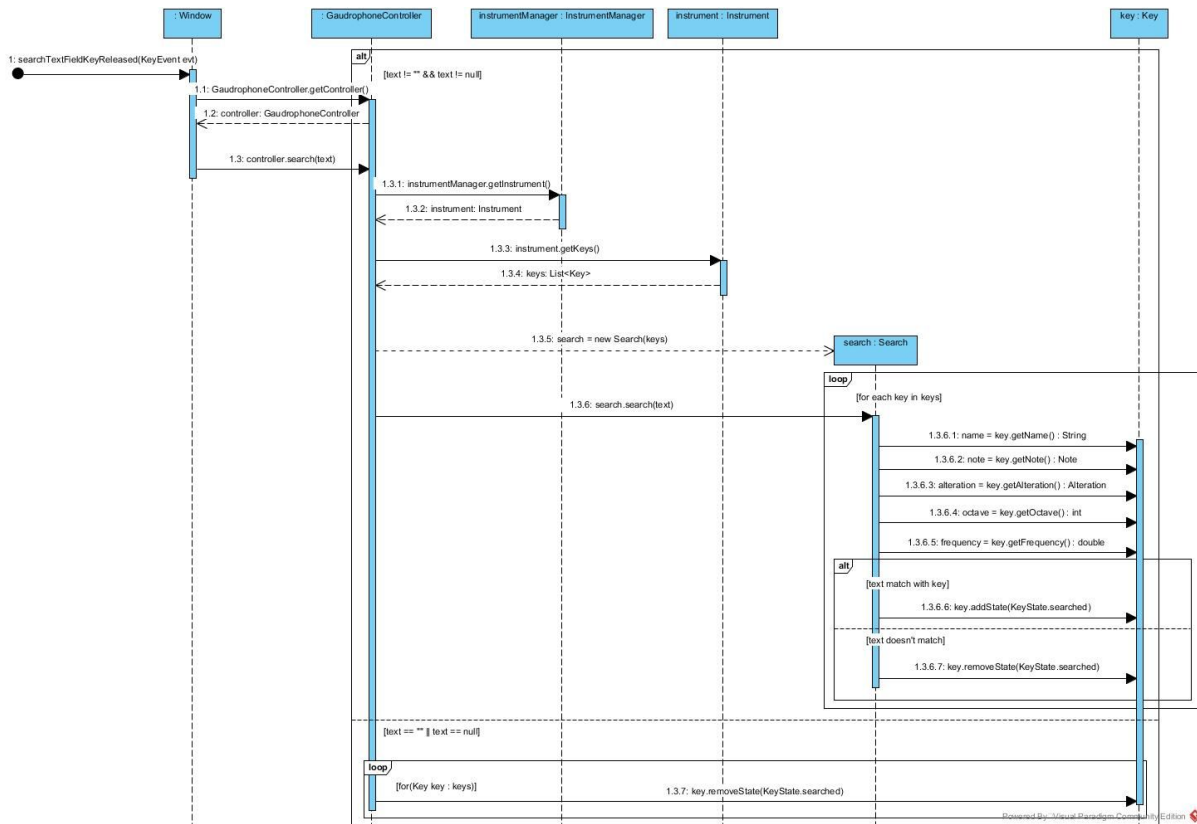 : Window
: GaudrophoneController
instrumentManager : InstrumentManager
instrument : Instrument
key : Key
alt
1: searchTextFieldKeyReleased(KeyEvent evt)
[text != "" && text != null]
1.1: GaudrophoneController.getController()
1.2: controller: GaudrophoneController
1.3: controller.search(text)
1.3.1: instrumentManager.getInstrument()
1.3.2: instrument: Instrument
1.3.3: instrument.getKeys()
1.3.4: keys: List<Key>
1.3.5: search = new Search(keys)
search : Search
loop
[for each key in keys]
1.3.6: search.search(text)
1.3.6.1: name = key.getName() : String
1.3.6.2: note = key.getNote() : Note
1.3.6.3: alteration = key.getAlteration() : Alteration
1.3.6.4: octave = key.getOctave() : int
1.3.6.5: frequency = key.getFrequency() : double
alt
[text match with key]
1.3.6.6: key.addState(KeyState.searched)
[text doesn't match]
1.3.6.7: key.removeState(KeyState.searched)
[text == "" || text == null]
loop
[for(Key key : keys)]
1.3.7: key.removeState(KeyState.searched)
Powered By Visual Paradigm Community Edition